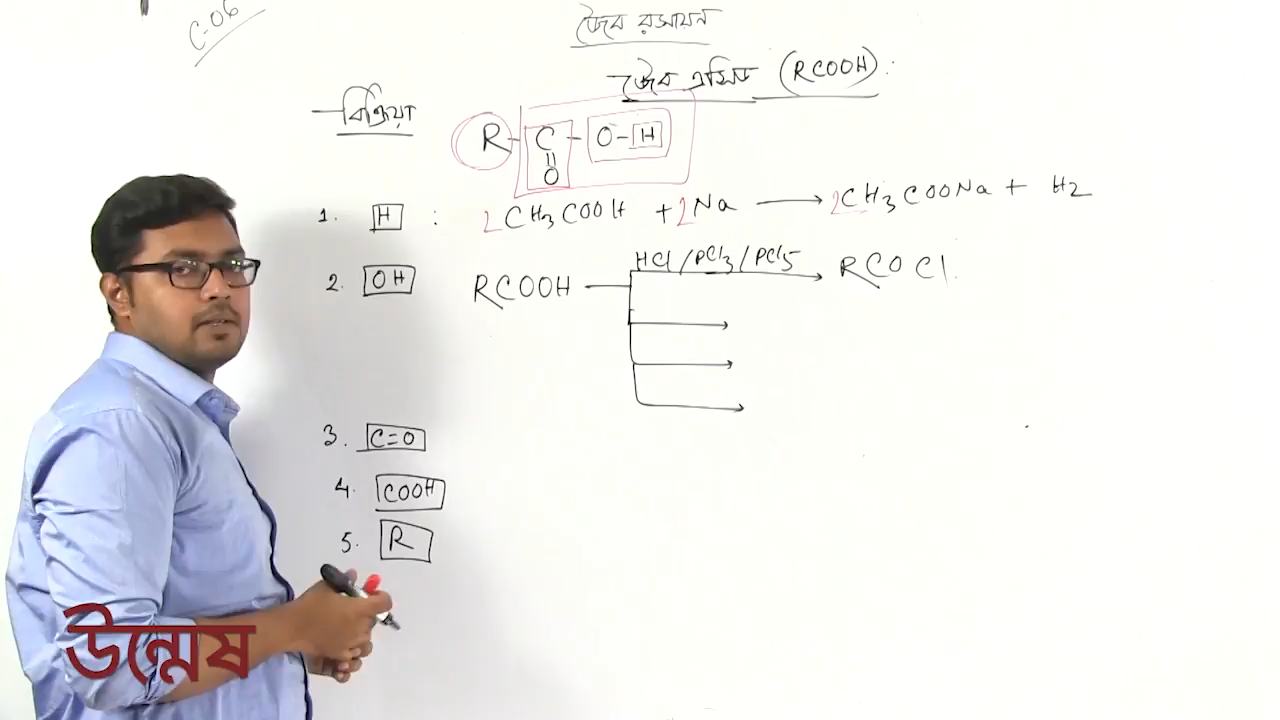 C-06
জৈব রসায়ন
জৈব এসিড (RCOOH):
বিক্রিয়া
R-C-O-H
||
O
1. H : 2CH3COOH + 2Na → 2CH3COONa + H2
HCl/PCl3/PCl5
2. OH RCOOH → RCOCl
3. C=O
4. COOH
5. R
উন্মেষ